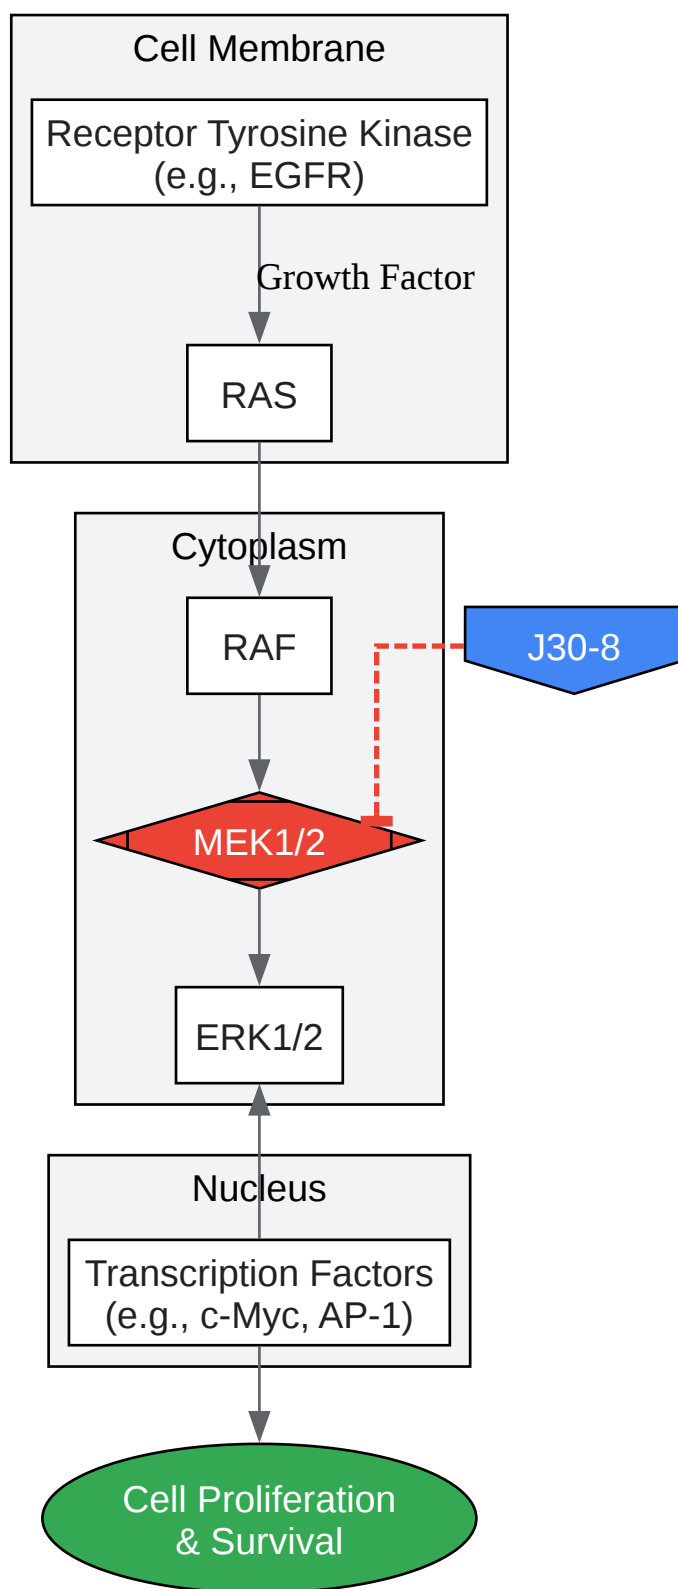 Cell Membrane
Receptor Tyrosine Kinase
(e.g., EGFR)
Growth Factor
RAS
Cytoplasm
RAF
J30-8
MEK1/2
ERK1/2
Nucleus
Transcription Factors
(e.g., c-Myc, AP-1)
Cell Proliferation
& Survival